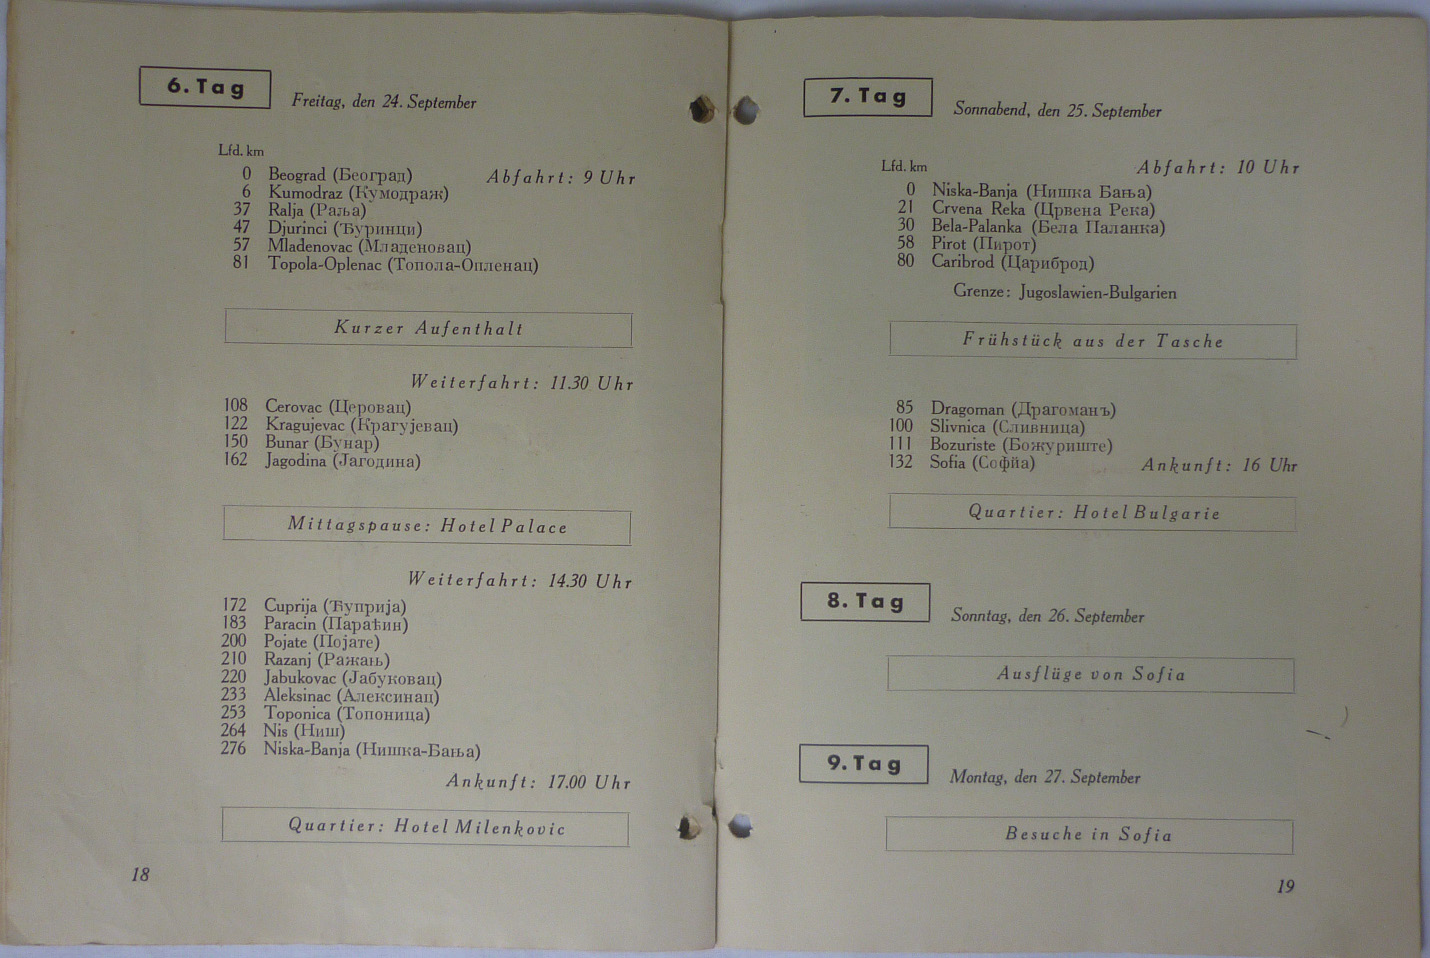 6. Tag
Freitag, den 24. September
Lfd. km
0 Beograd (Београд) Abfahrt: 9 Uhr
6 Kumodraz (Кумодраж)
37 Ralja (Раља)
47 Djurinci (Ђуринци)
57 Mladenovac (Младеновац)
81 Topola-Oplenac (Топола-Опленац)
Kurzer Aufenthalt
Weiterfahrt: 11.30 Uhr
108 Cerovac (Церовац)
122 Kragujevac (Крагујевац)
150 Bunar (Бунар)
162 Jagodina (Јагодина)
Mittagspause: Hotel Palace
Weiterfahrt: 14.30 Uhr
172 Cuprija (Ћуприја)
183 Paracin (Параћин)
200 Pojate (Појате)
210 Razanj (Ражањ)
220 Jabukovac (Јабуковац)
233 Aleksinac (Алексинац)
253 Toponica (Топоница)
264 Nis (Ниш)
276 Niska-Banja (Нишка-Бања)
Ankunft: 17.00 Uhr
Quartier: Hotel Milenkovic
18
7. Tag
Sonnabend, den 25. September
Lfd. km Abfahrt: 10 Uhr
0 Niska-Banja (Нишка Бања)
21 Crvena Reka (Црвена Река)
30 Bela-Palanka (Бела Паланка)
58 Pirot (Пирот)
80 Caribrod (Цариброд)
Grenze: Jugoslawien-Bulgarien
Frühstück aus der Tasche
85 Dragoman (Драгоманъ)
100 Slivnica (Сливница)
111 Bozuriste (Божуриште)
132 Sofia (Софйа) Ankunft: 16 Uhr
Quartier: Hotel Bulgarie
8. Tag
Sonntag, den 26. September
Ausflüge von Sofia
9. Tag
Montag, den 27. September
Besuche in Sofia
19